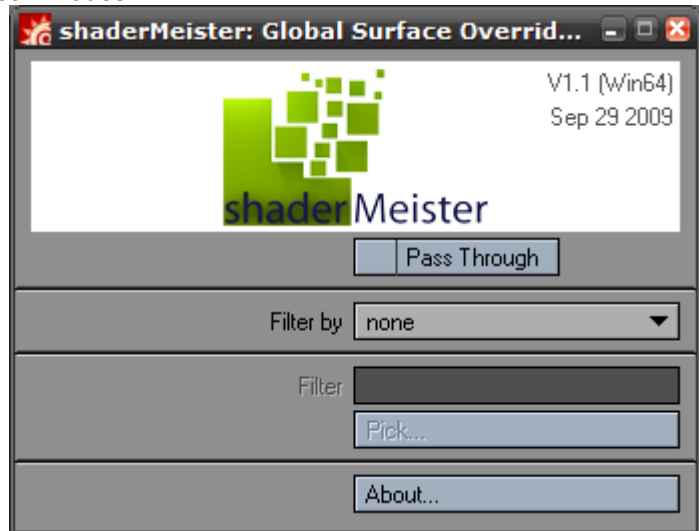 shaderMeister: Global Surface Overrid...
V1.1 (Win64)
Sep 29 2009
shaderMeister
Pass Through
Filter by none
Filter
Pick...
About...